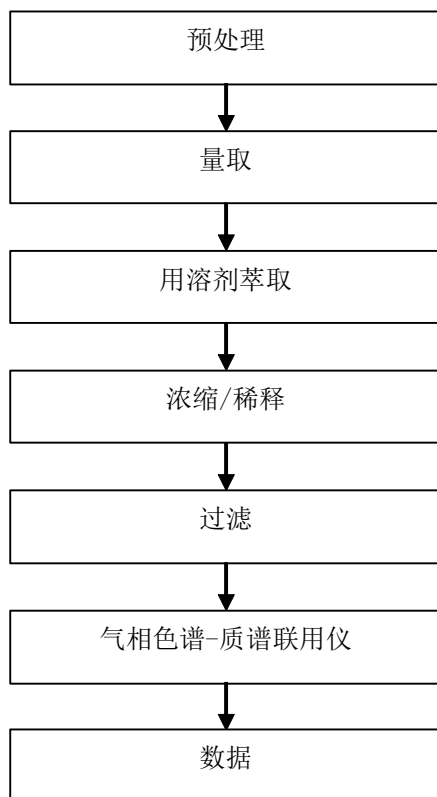 预处理
量取
用溶剂萃取
浓缩/稀释
过滤
气相色谱-质谱联用仪
数据